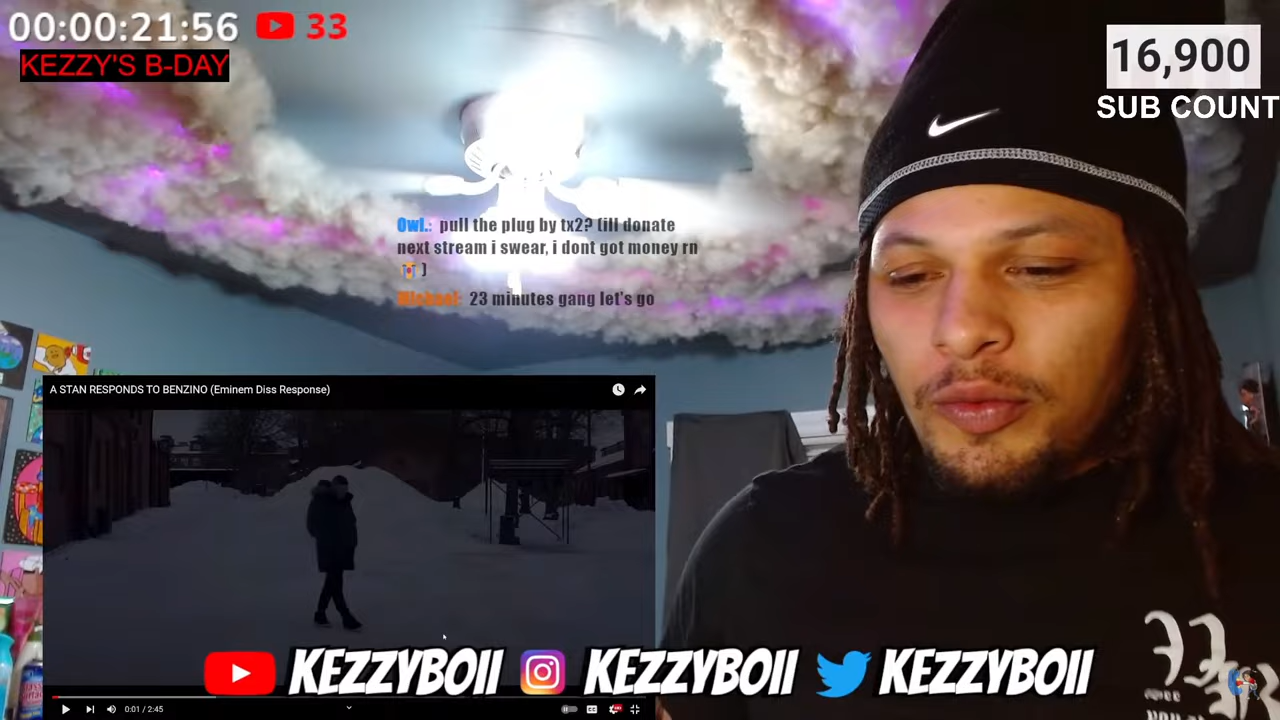 00:00:21:56 33
KEZZY'S B-DAY
16,900
SUB COUNT
Owl.: pull the plug by tx2? (ill donate
next stream i swear, i dont got money rn
)
Michael: 23 minutes gang let's go
A STAN RESPONDS TO BENZINO (Eminem Diss Response)
KEZZYBOII KEZZYBOII KEZZYBOII
0:01 / 2:45